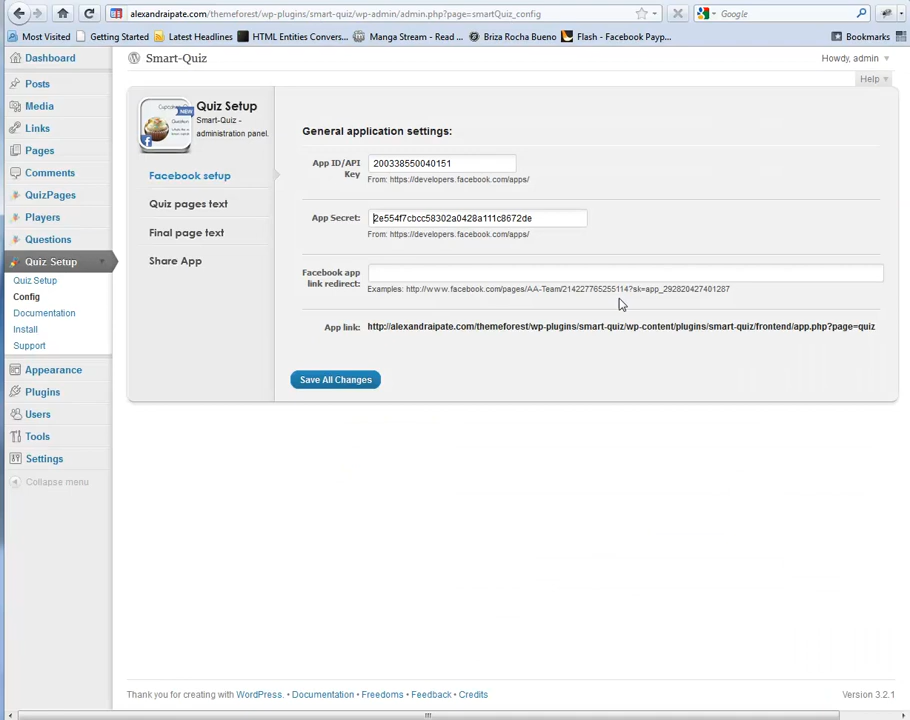 alexandraipate.com/themeforest/wp-plugins/smart-quiz/wp-admin/admin.php?page=smartQuiz_config
Google
Most Visited
Getting Started
Latest Headlines
HTML Entities Convers...
Manga Stream - Read ...
Briza Rocha Bueno
Flash - Facebook Payp...
Bookmarks
Dashboard
Smart-Quiz
Howdy, admin
Help
Posts
Media
Links
Pages
Comments
QuizPages
Players
Questions
Quiz Setup
Quiz Setup
Config
Documentation
Install
Support
Appearance
Plugins
Users
Tools
Settings
Collapse menu
NEW
Quiz Setup
Smart-Quiz -
administration panel.
Facebook setup
Quiz pages text
Final page text
Share App
General application settings:
App ID/API
Key
200338550040151
From: https://developers.facebook.com/apps/
App Secret:
2e554f7cbcc58302a0428a111c8672de
From: https://developers.facebook.com/apps/
Facebook app
link redirect:
Examples: http://www.facebook.com/pages/AA-Team/214227765255114?sk=app_292820427401287
App link:
http://alexandraipate.com/themeforest/wp-plugins/smart-quiz/wp-content/plugins/smart-quiz/frontend/app.php?page=quiz
Save All Changes
Thank you for creating with WordPress. • Documentation • Freedoms • Feedback • Credits
Version 3.2.1